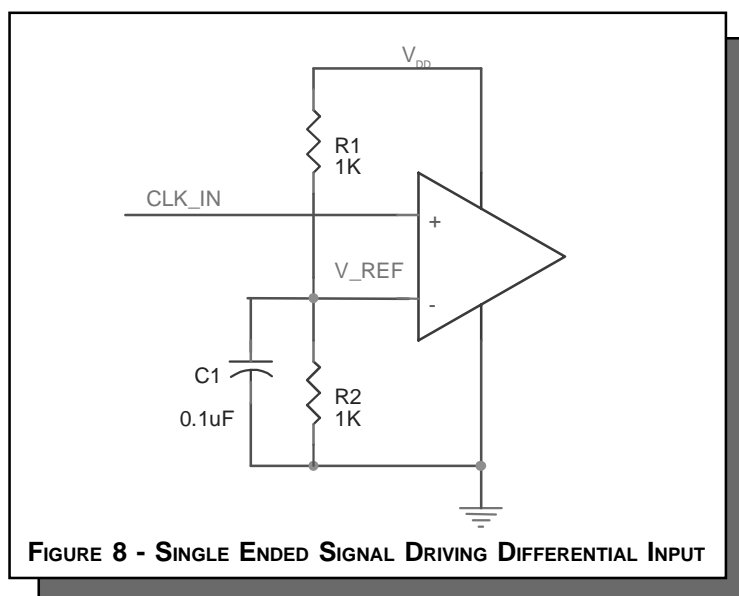 V_DD
R1
1K
CLK_IN
+
V_REF
-
C1
0.1uF
R2
1K
FIGURE 8 - SINGLE ENDED SIGNAL DRIVING DIFFERENTIAL INPUT